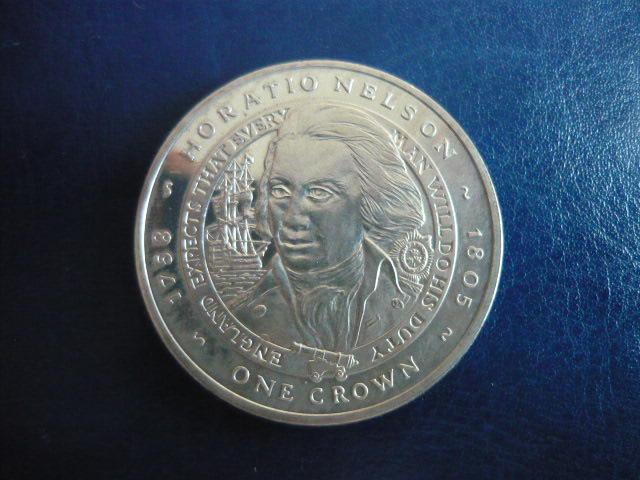 HORATIO NELSON
1758 ~ ~ 1805
ENGLAND EXPECTS THAT EVERY MAN WILL DO HIS DUTY
ONE CROWN